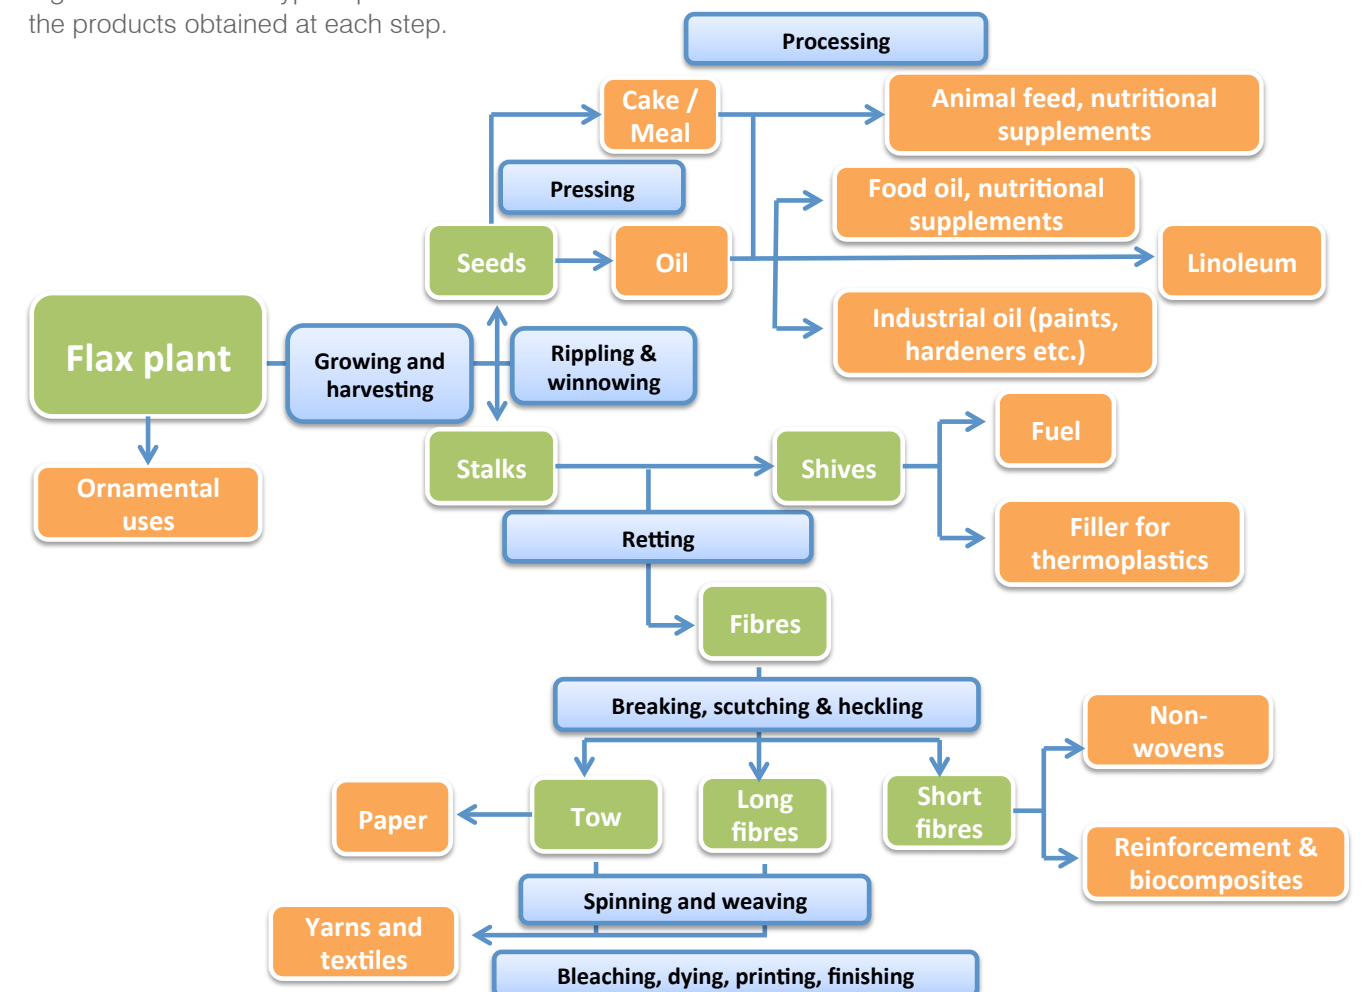 the products obtained at each step.
Processing
Cake /
Meal
Animal feed, nutritional
supplements
Pressing
Food oil, nutritional
supplements
Seeds
Oil
Linoleum
Flax plant
Growing and
harvesting
Rippling &
winnowing
Industrial oil (paints,
hardeners etc.)
Ornamental
uses
Stalks
Shives
Fuel
Retting
Filler for
thermoplastics
Fibres
Breaking, scutching & heckling
Non-
wovens
Paper
Tow
Long
fibres
Short
fibres
Reinforcement &
biocomposites
Spinning and weaving
Yarns and
textiles
Bleaching, dying, printing, finishing